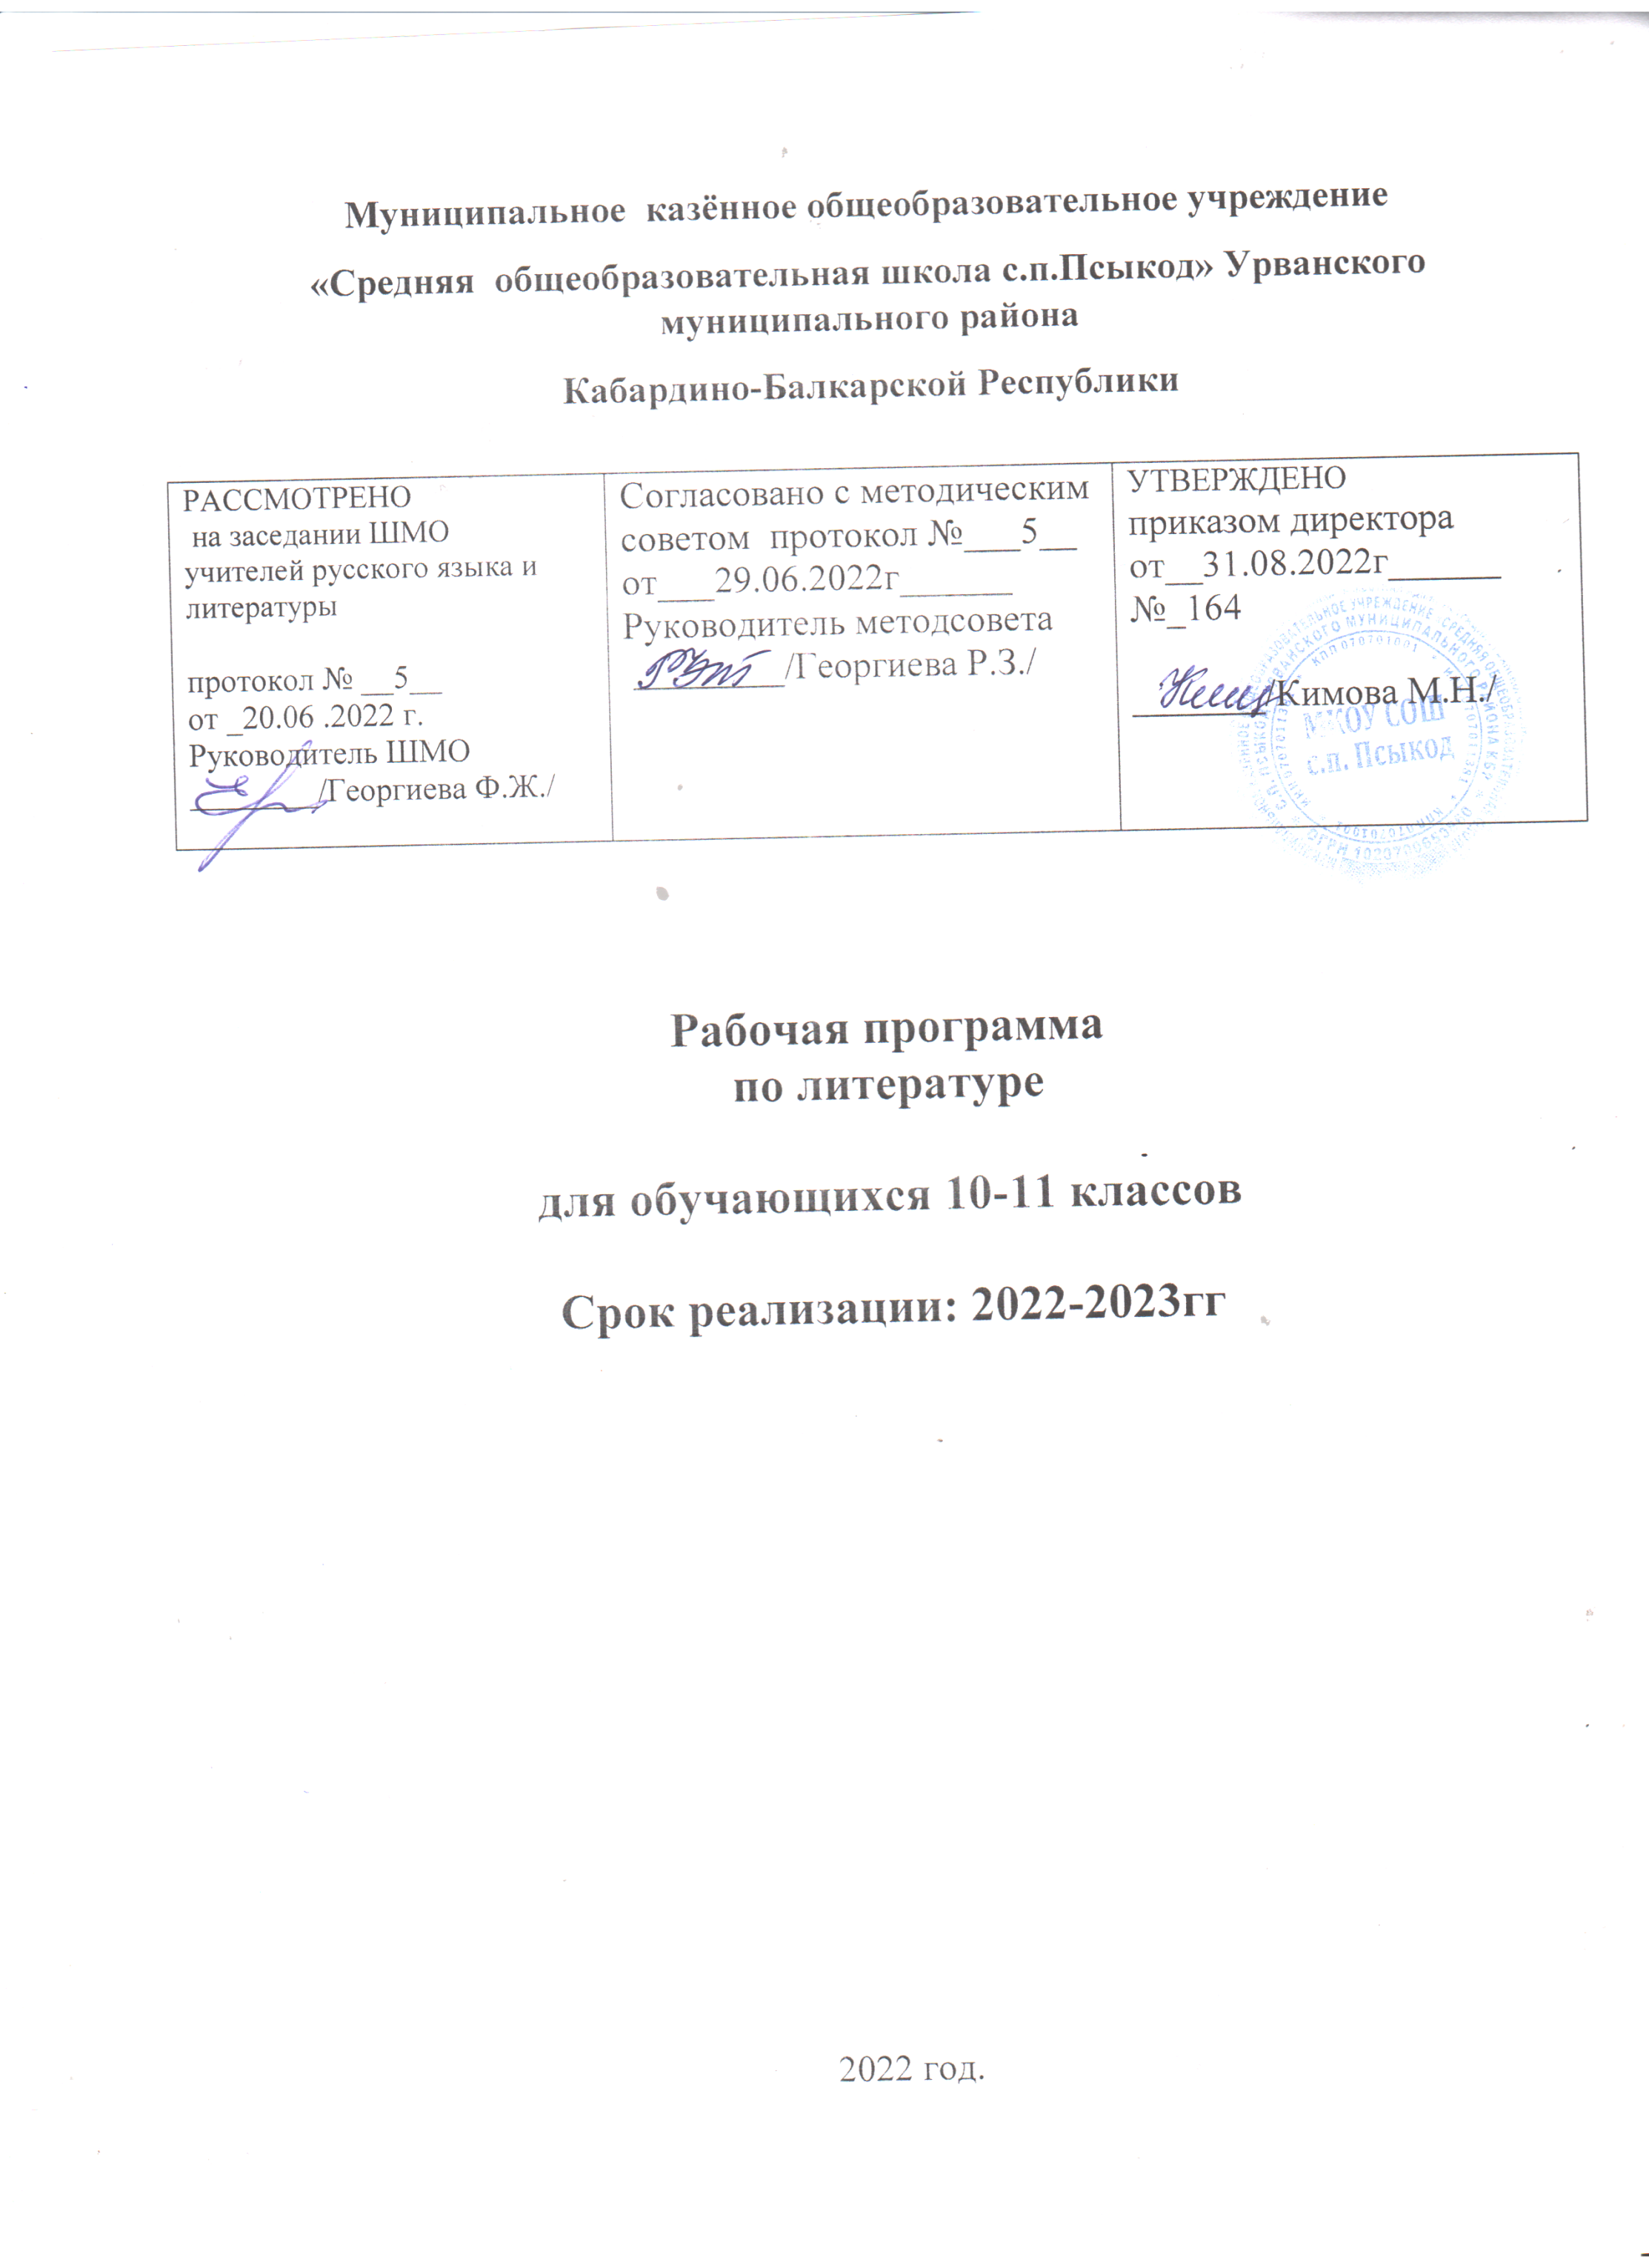 Муниципальное казённое общеобразовательное учреждение
«Средняя общеобразовательная школа с.п.Псыкод» Урванского
муниципального района
Кабардино-Балкарской Республики
РАССМОТРЕНО
на заседании ШМО
учителей русского языка и
литературы
протокол № __5__
от _20.06 .2022 г.
Руководитель ШМО
________/Георгиева Ф.Ж./
Согласовано с методическим
советом протокол №___5__
от___29.06.2022г______
Руководитель методсовета
________/Георгиева Р.З./
УТВЕРЖДЕНО
приказом директора
от__31.08.2022г______
№_164
_______/Кимова М.Н./
МКОУ СОШ
с.п. Псыкод
КПП 070701001
Рабочая программа
по литературе
для обучающихся 10-11 классов
Срок реализации: 2022-2023гг
2022 год.